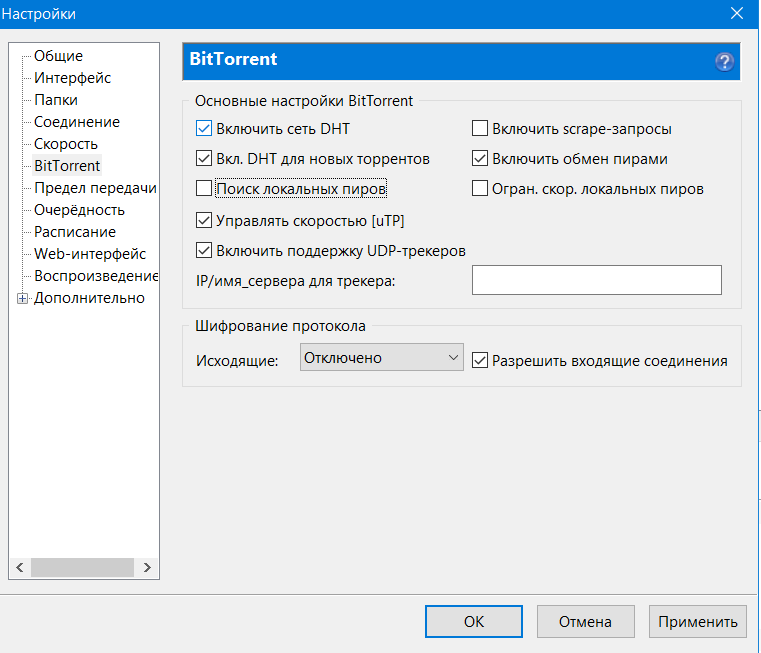 Настройки
Общие
Интерфейс
Папки
Соединение
Скорость
BitTorrent
Предел передачи
Очерёдность
Расписание
Web-интерфейс
Воспроизведение
Дополнительно
BitTorrent
?
Основные настройки BitTorrent
Включить сеть DHT
Включить scrape-запросы
Вкл. DHT для новых торрентов
Включить обмен пирами
Поиск локальных пиров
Огран. скор. локальных пиров
Управлять скоростью [uTP]
Включить поддержку UDP-трекеров
IP/имя_сервера для трекера:
Шифрование протокола
Исходящие:
Отключено
Разрешить входящие соединения
ОК
Отмена
Применить